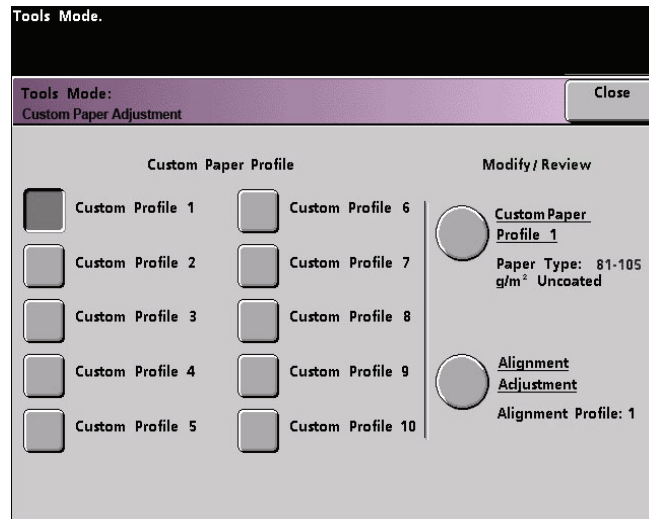 Tools Mode.
Tools Mode:
Close
Custom Paper Adjustment
Custom Paper Profile
Custom Profile 1
Custom Profile 2
Custom Profile 3
Custom Profile 4
Custom Profile 5
Custom Profile 6
Custom Profile 7
Custom Profile 8
Custom Profile 9
Custom Profile 10
Modify/Review
Custom Paper
Profile 1
Paper Type: 81-105
g/m² Uncoated
Alignment
Adjustment
Alignment Profile: 1